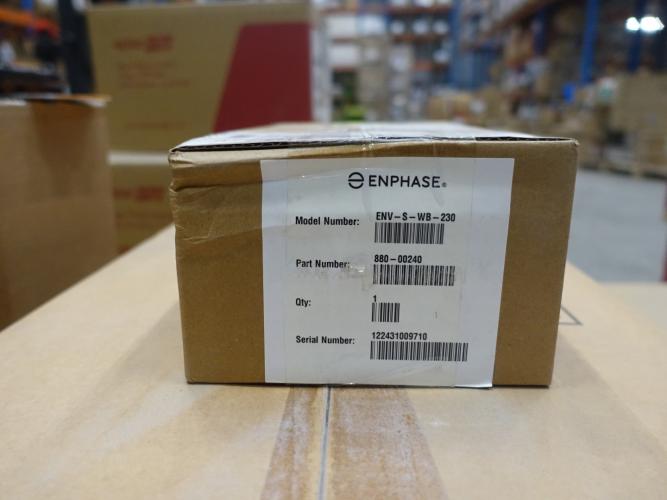 ENPHASE®
Model Number: ENV-S-WB-230
Part Number: 880-00240
Qty: 1
Serial Number: 122431009710